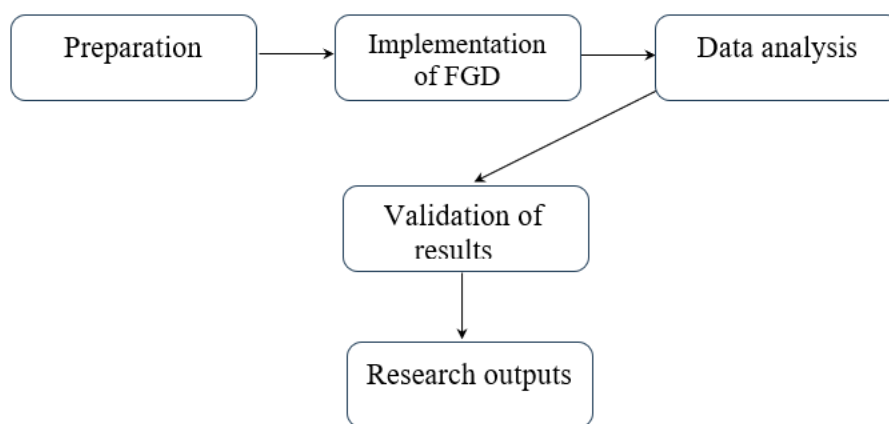 Preparation
Implementation
of FGD
Data analysis
Validation of
results
Research outputs